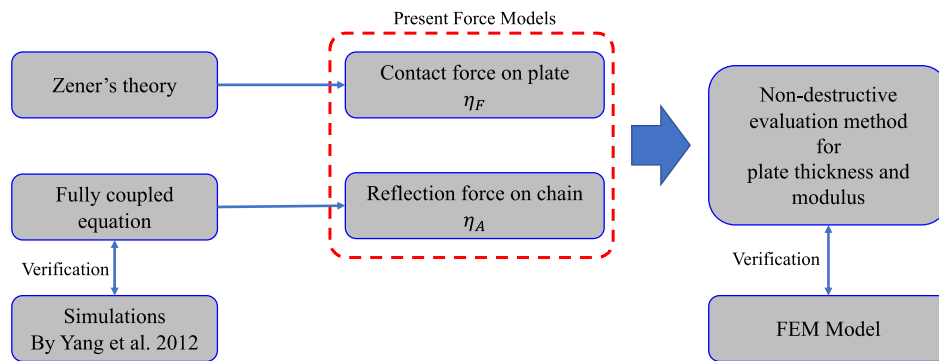 Present Force Models
Zener’s theory
Contact force on plate
η_F
Non-destructive
evaluation method
for
plate thickness and
modulus
Fully coupled
equation
Reflection force on chain
η_A
Verification
Verification
Simulations
By Yang et al. 2012
FEM Model